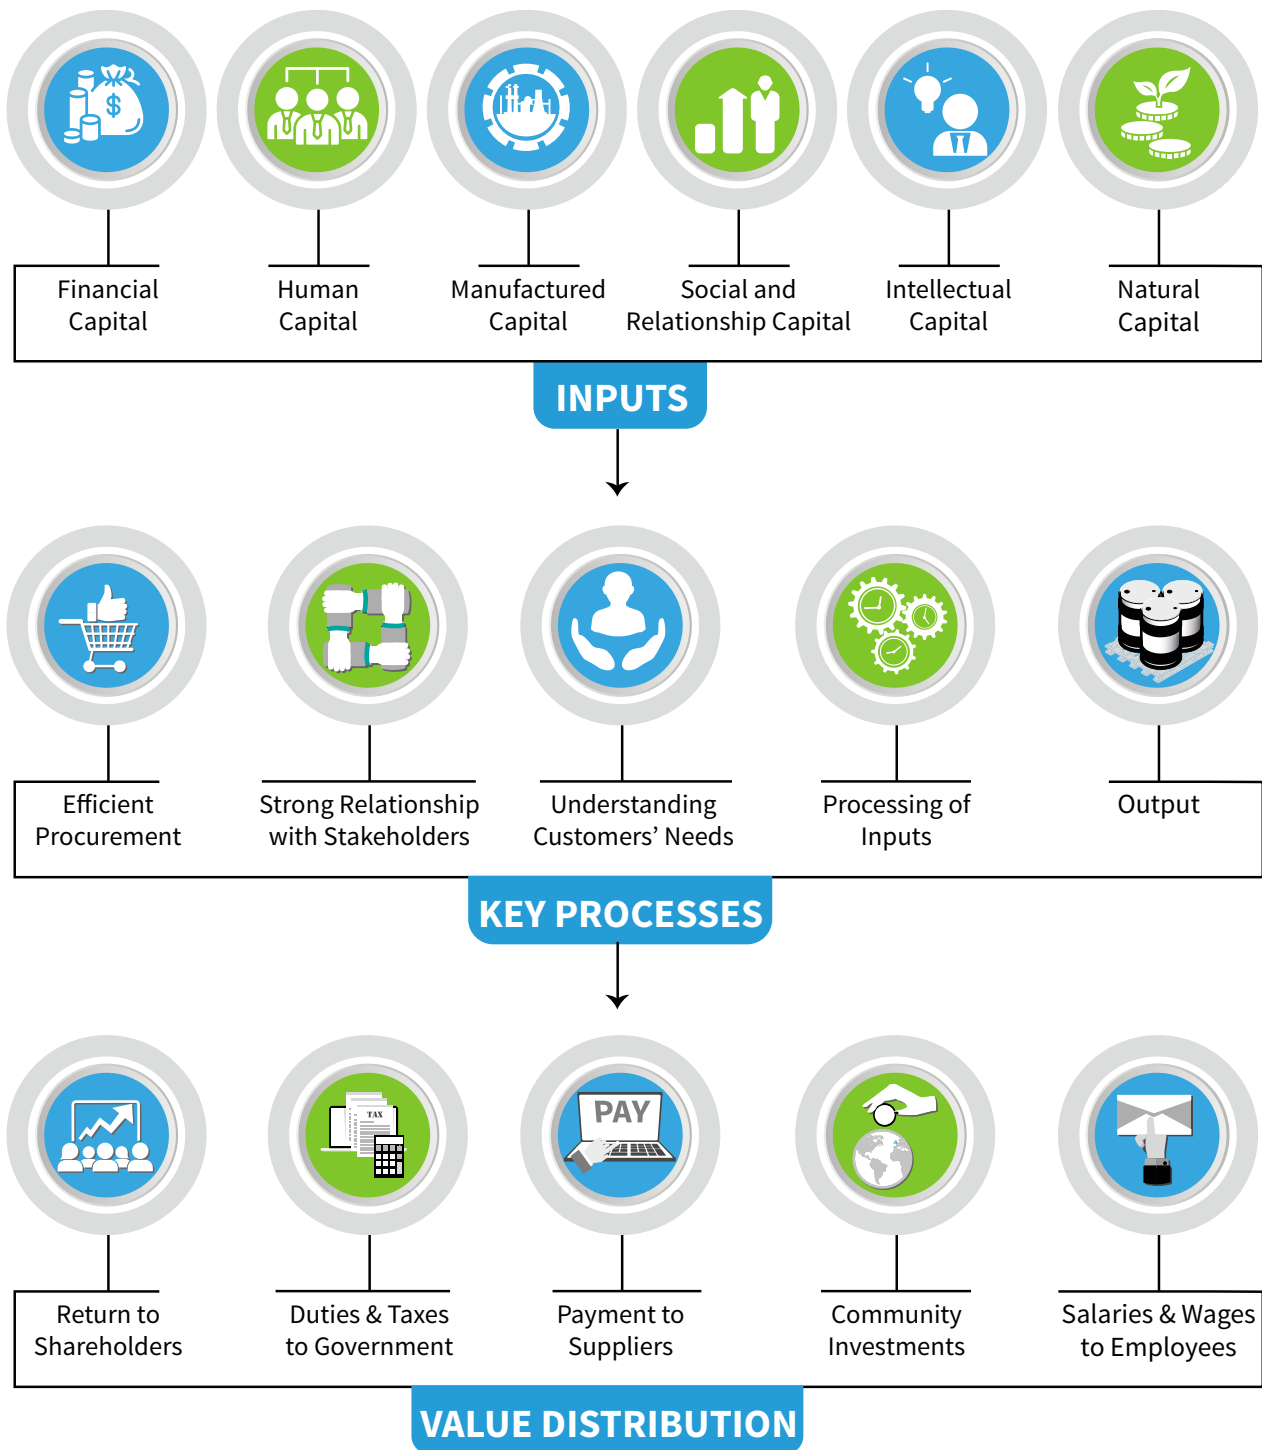 $
Financial
Capital
Human
Capital
Manufactured
Capital
Social and
Relationship Capital
Intellectual
Capital
Natural
Capital
INPUTS
Efficient
Procurement
Strong Relationship
with Stakeholders
Understanding
Customers’ Needs
Processing of
Inputs
Output
KEY PROCESSES
TAX
PAY
Return to
Shareholders
Duties & Taxes
to Government
Payment to
Suppliers
Community
Investments
Salaries & Wages
to Employees
VALUE DISTRIBUTION